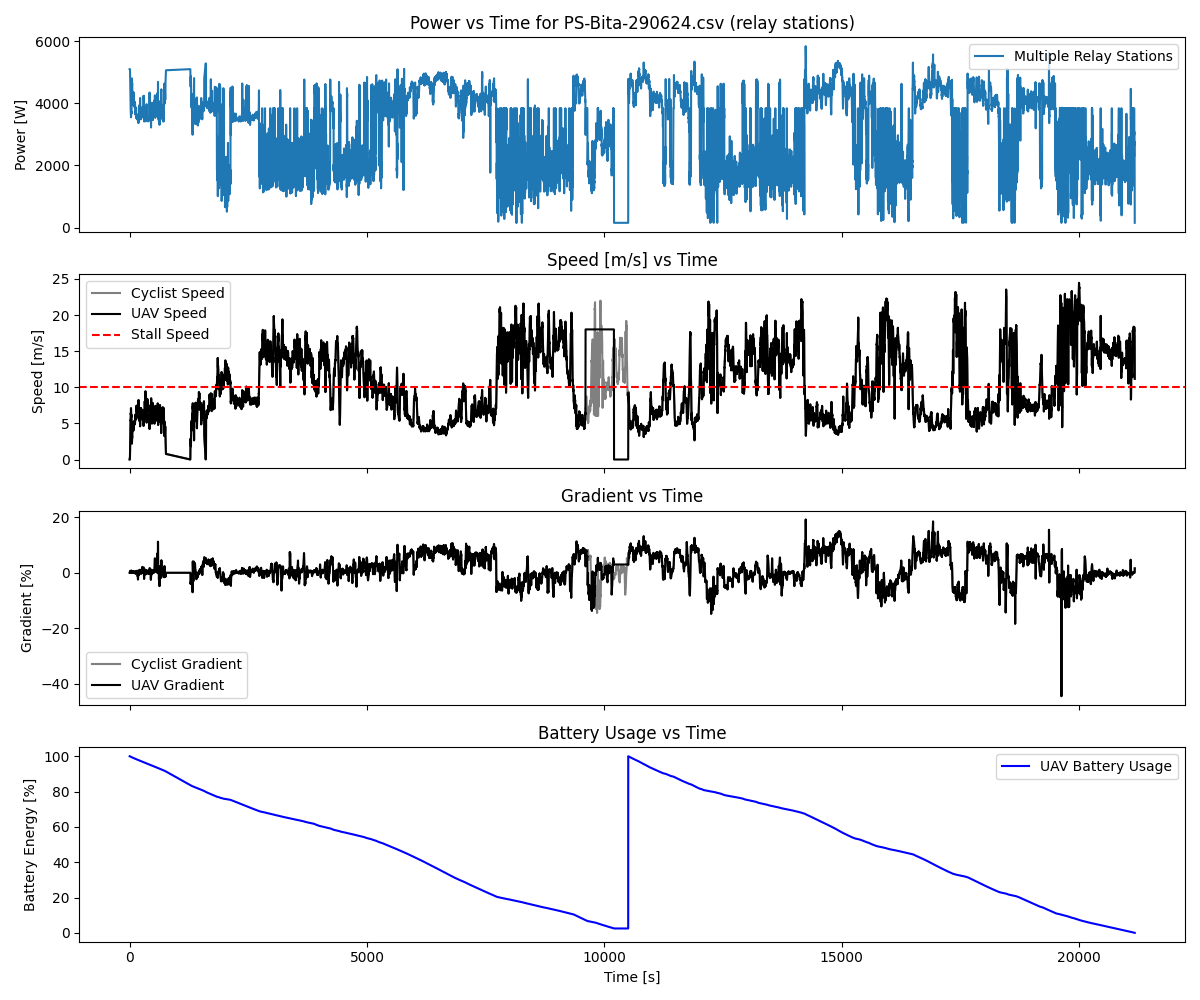 Power vs Time for PS-Bita-290624.csv (relay stations)
6000
4000
2000
0
Power [W]
Multiple Relay Stations
Speed [m/s] vs Time
25
20
15
10
5
0
Speed [m/s]
Cyclist Speed
UAV Speed
Stall Speed
Gradient vs Time
20
0
−20
−40
Gradient [%]
Cyclist Gradient
UAV Gradient
Battery Usage vs Time
100
80
60
40
20
0
Battery Energy [%]
UAV Battery Usage
0 5000 10000 15000 20000
Time [s]